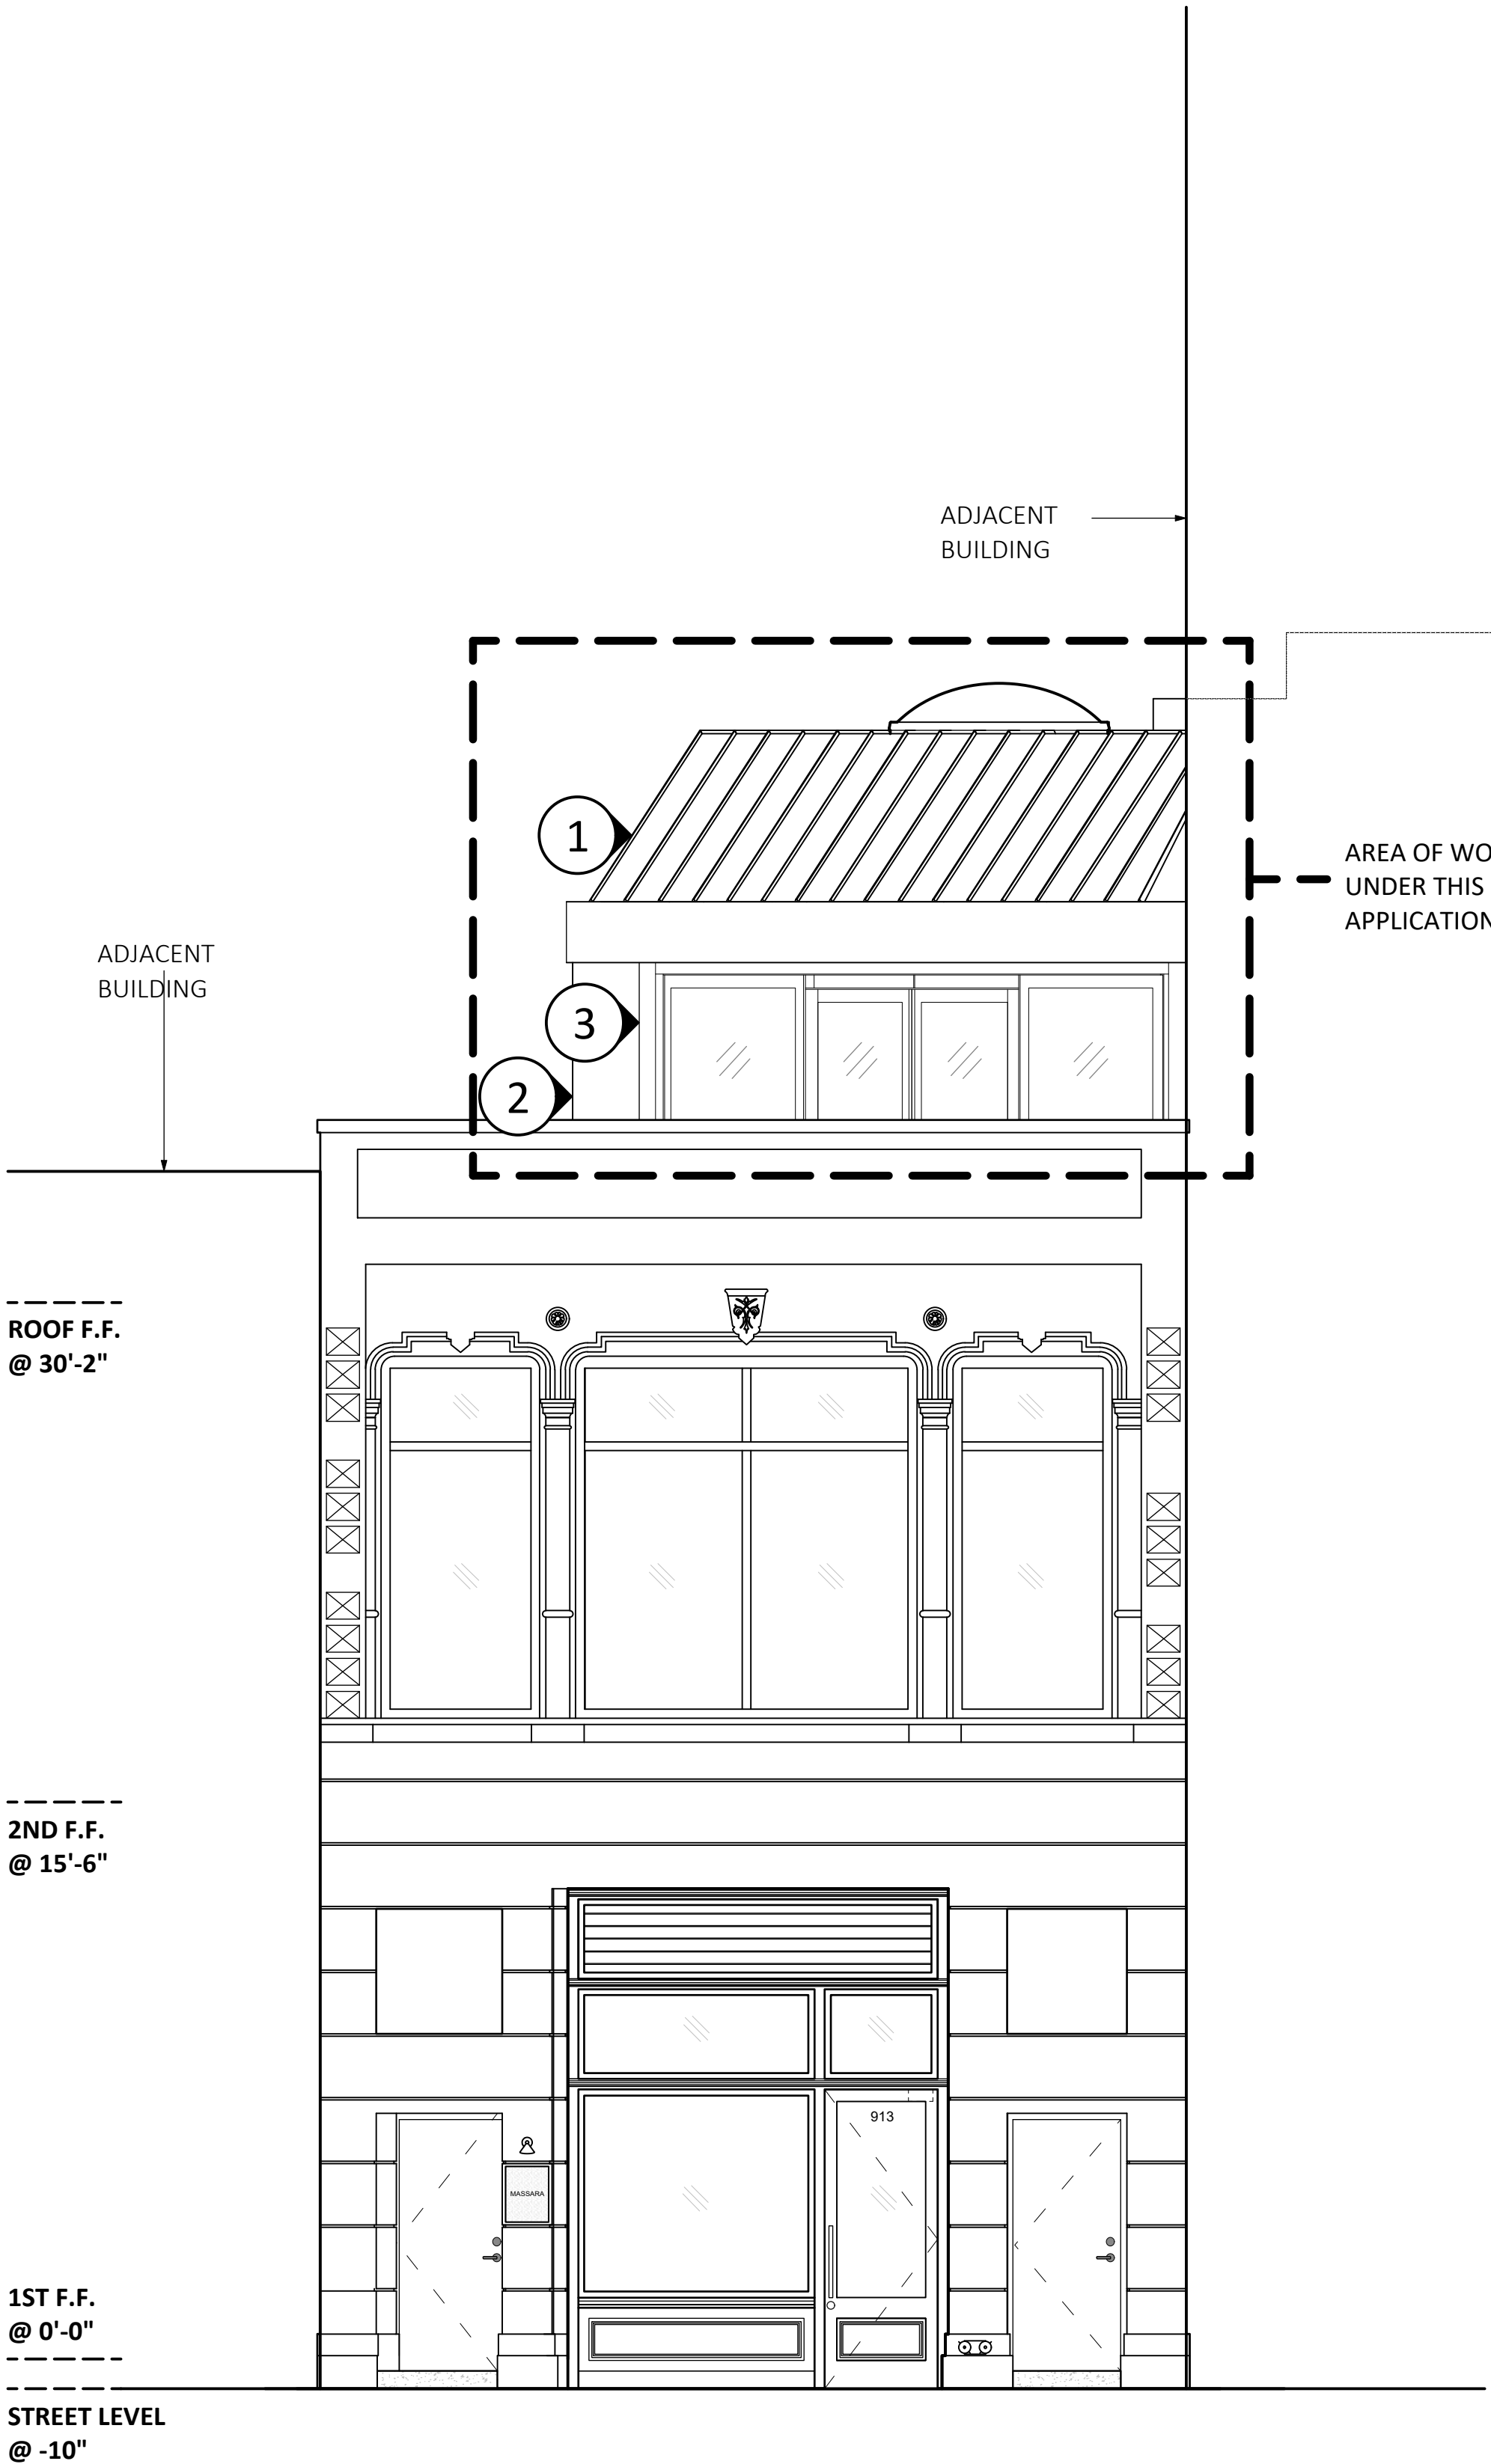 ADJACENT
BUILDING
1
AREA OF WO
UNDER THIS
APPLICATION
ADJACENT
BUILDING
3
2
ROOF F.F.
@ 30'-2"
2ND F.F.
@ 15'-6"
913
MASSARA
1ST F.F.
@ 0'-0"
STREET LEVEL
@ -10"